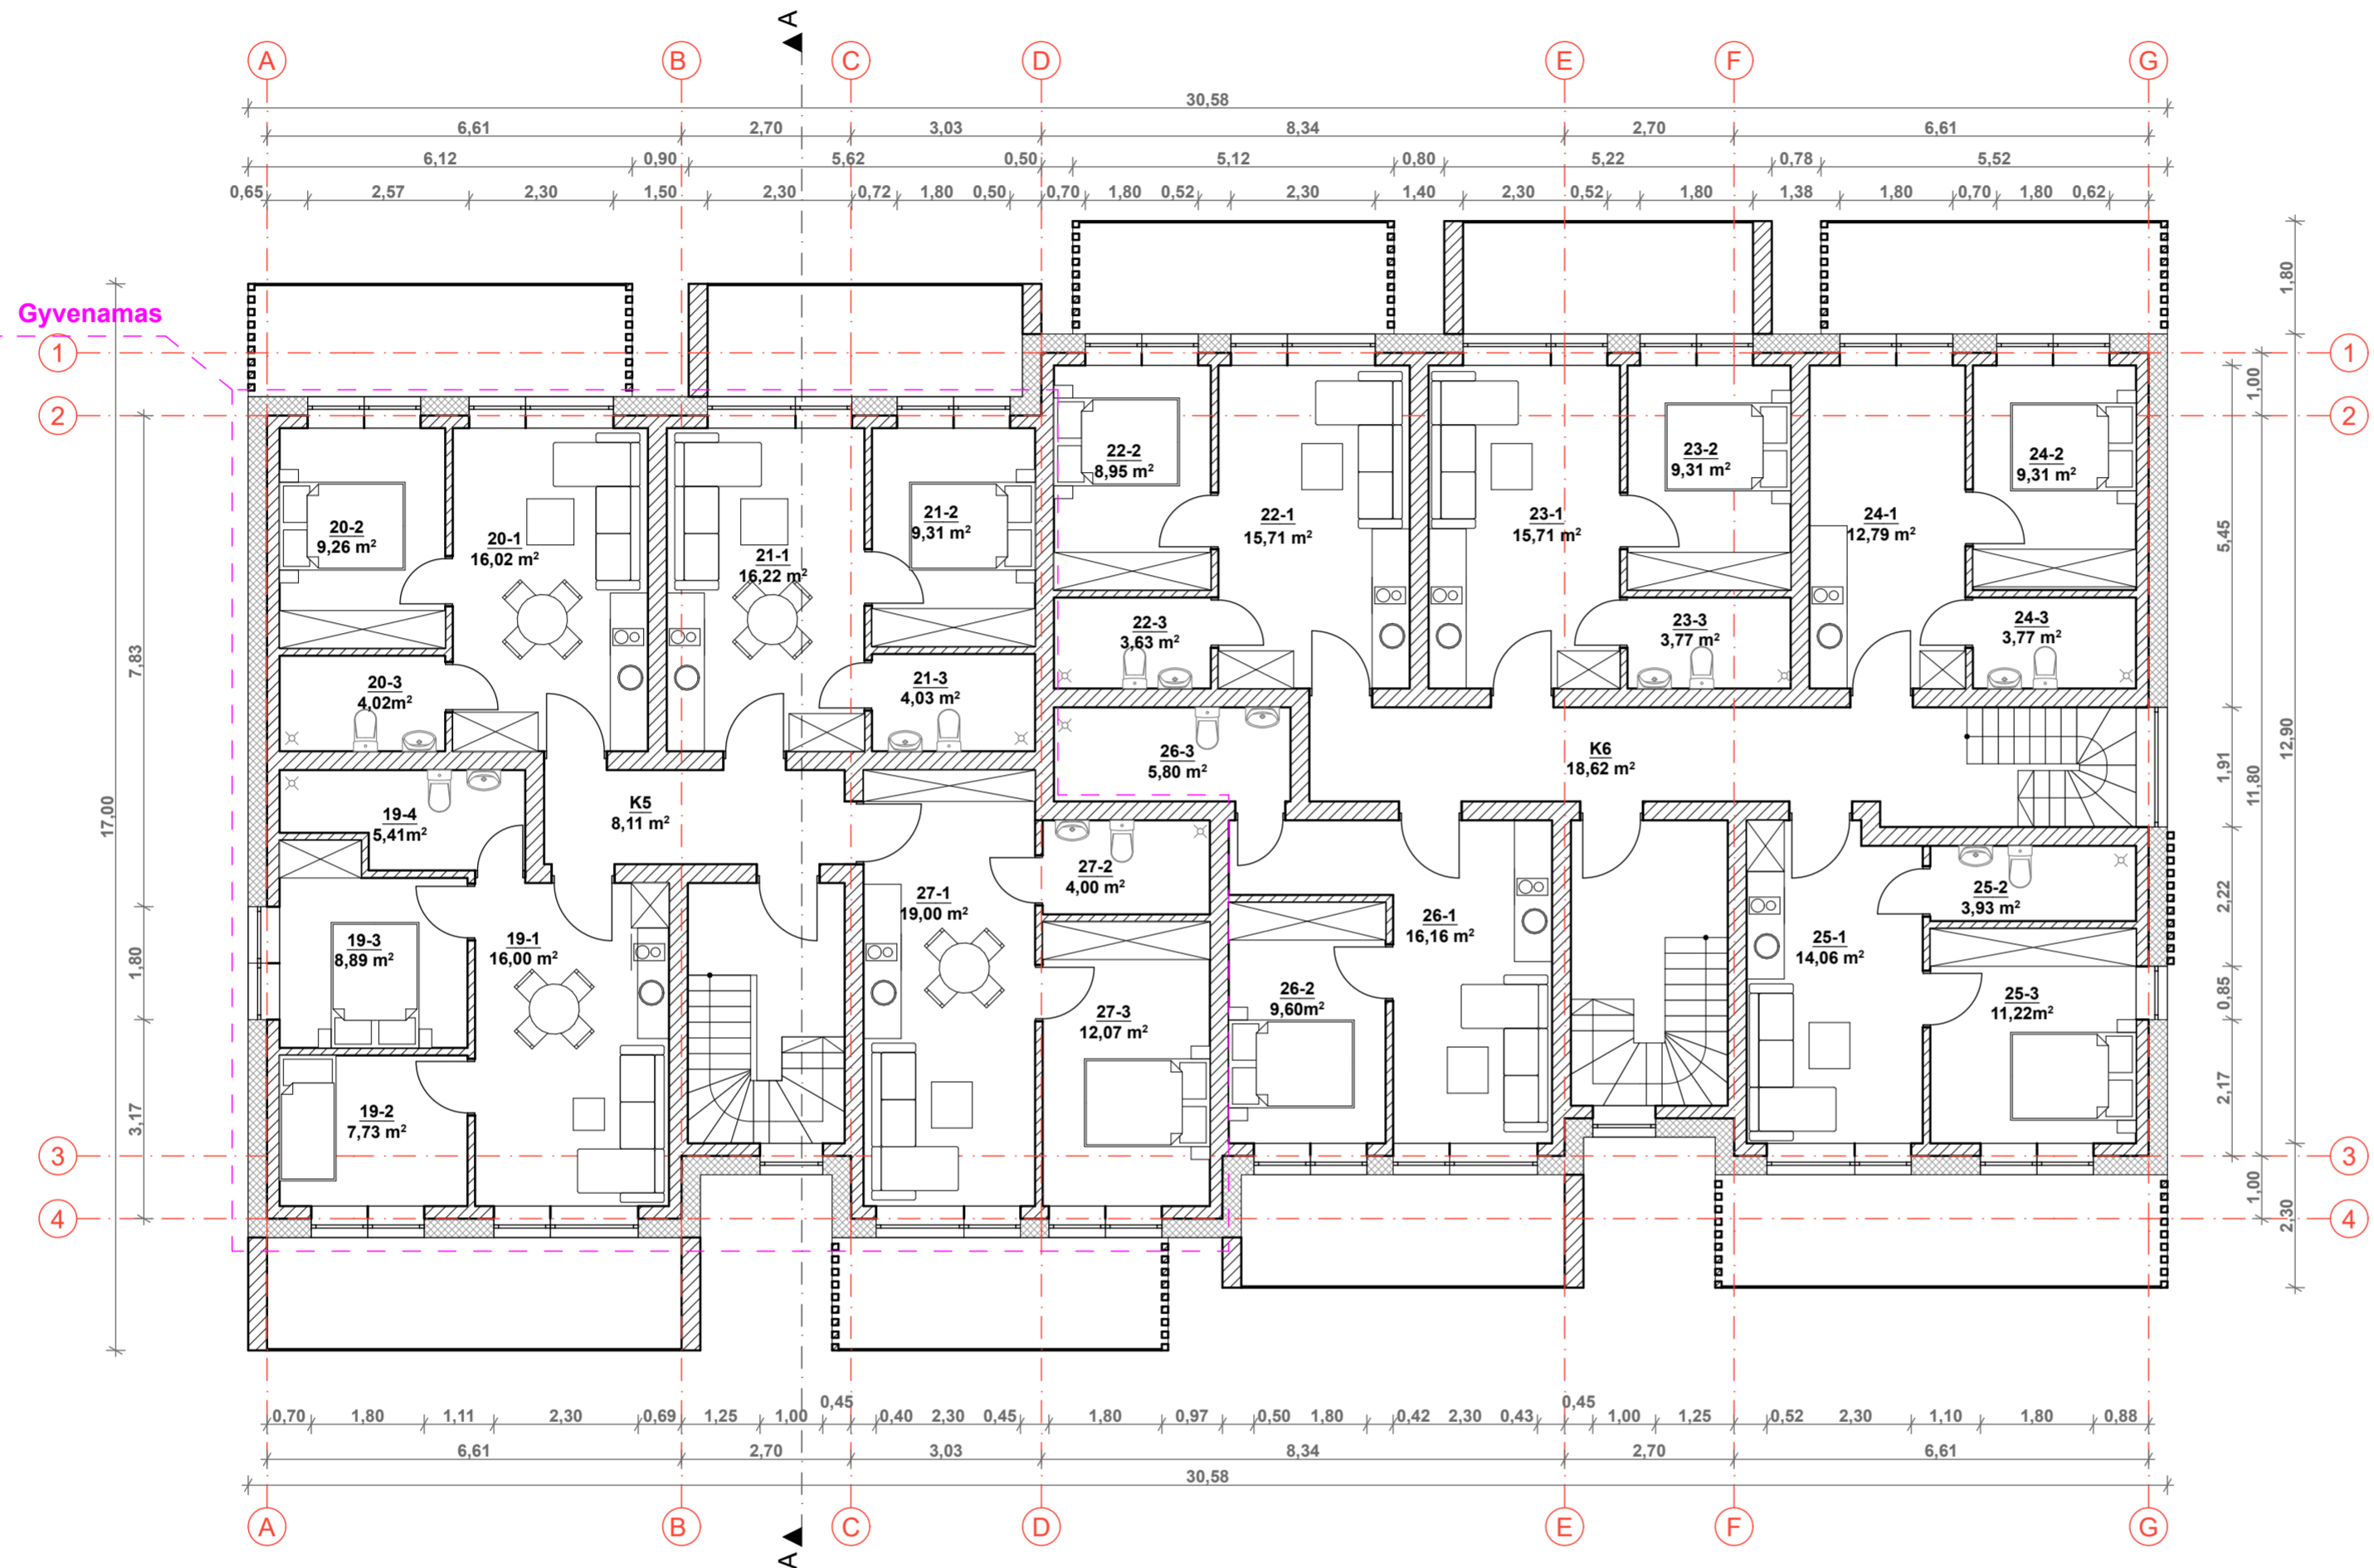 A
A B C D E F G
30,58
6,61 2,70 3,03 8,34 2,70 6,61
6,12 0,90 5,62 0,50 5,12 0,80 5,22 0,78 5,52
0,65 2,57 2,30 1,50 2,30 0,72 1,80 0,50 0,70 1,80 0,52 2,30 1,40 2,30 0,52 1,80 1,38 1,80 0,70 1,80 0,62
Gyvenamas
1 1
2 2
3 3
4 4
17,00
7,83
1,80
3,17
1,80
1,00
5,45
12,90
1,91
11,80
2,22
0,85
2,17
1,00
2,30
20-2
9,26 m²
20-1
16,02 m²
20-3
4,02m²
21-1
16,22 m²
21-2
9,31 m²
21-3
4,03 m²
22-2
8,95 m²
22-1
15,71 m²
22-3
3,63 m²
23-1
15,71 m²
23-2
9,31 m²
23-3
3,77 m²
24-1
12,79 m²
24-2
9,31 m²
24-3
3,77 m²
19-4
5,41m²
K5
8,11 m²
26-3
5,80 m²
K6
18,62 m²
19-3
8,89 m²
19-1
16,00 m²
19-2
7,73 m²
27-1
19,00 m²
27-2
4,00 m²
27-3
12,07 m²
26-1
16,16 m²
26-2
9,60m²
25-1
14,06 m²
25-2
3,93 m²
25-3
11,22m²
0,70 1,80 1,11 2,30 0,69 1,25 1,00 0,45 0,40 2,30 0,45 1,80 0,97 0,50 1,80 0,42 2,30 0,43 0,45 1,00 1,25 0,52 2,30 1,10 1,80 0,88
6,61 2,70 3,03 8,34 2,70 6,61
30,58
A B C D E F G
A